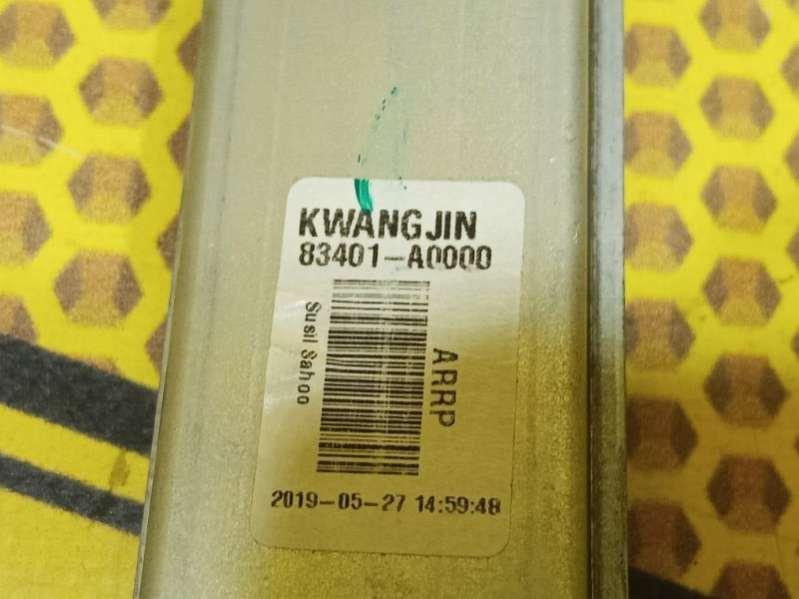 KWANGJIN
83401-A0000
Susil Sahoo
ARRP
2019-05-27 14:59:48